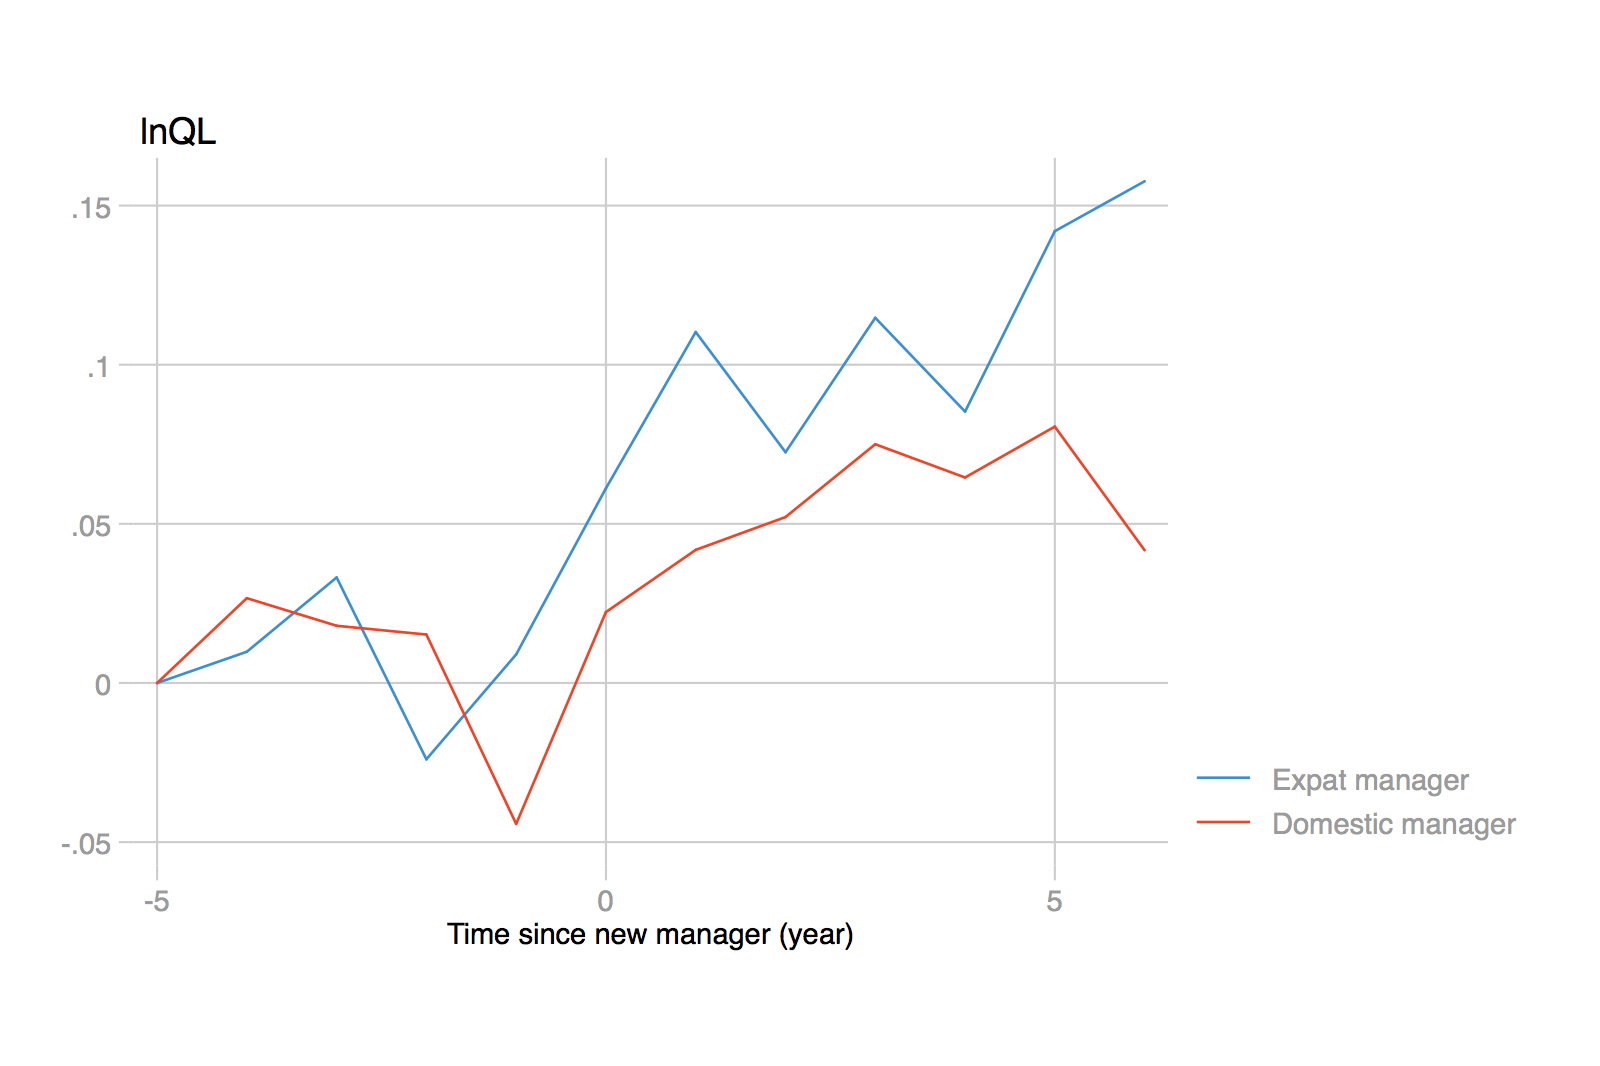 lnQL
.15
.1
.05
0
-.05
-5 0 5
Time since new manager (year)
Expat manager
Domestic manager